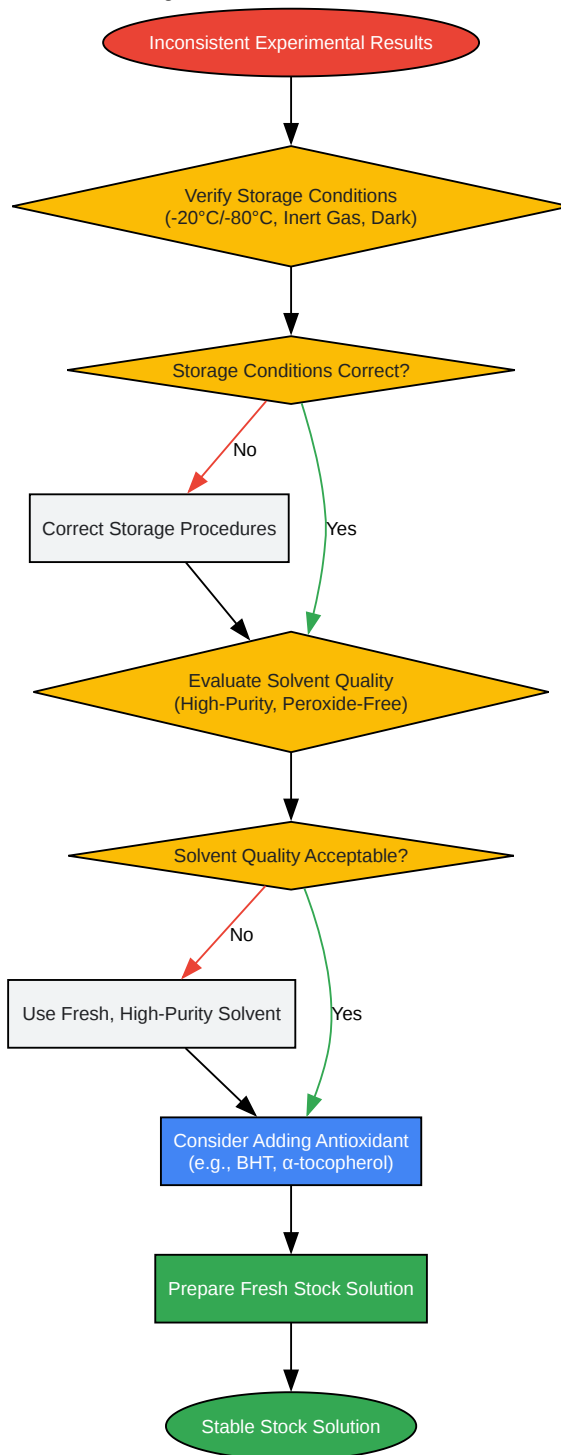 Inconsistent Experimental Results
Verify Storage Conditions
(-20°C/-80°C, Inert Gas, Dark)
Storage Conditions Correct?
No
Correct Storage Procedures
Yes
Evaluate Solvent Quality
(High-Purity, Peroxide-Free)
Solvent Quality Acceptable?
No
Use Fresh, High-Purity Solvent
Yes
Consider Adding Antioxidant
(e.g., BHT, α-tocopherol)
Prepare Fresh Stock Solution
Stable Stock Solution